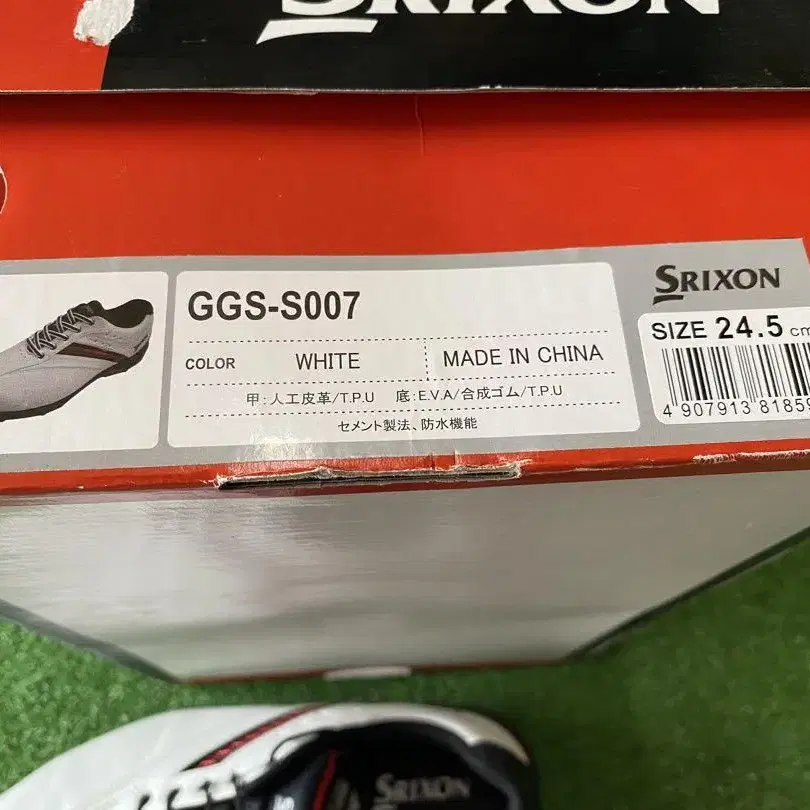 SRIXON
GGS-S007
COLOR WHITE MADE IN CHINA
甲:人工皮革/T.P.U 底:E.V.A/合成ゴム/T.P.U
セメント製法、防水機能
SRIXON
SIZE 24.5 cm
4 907913 81859
SRIXON